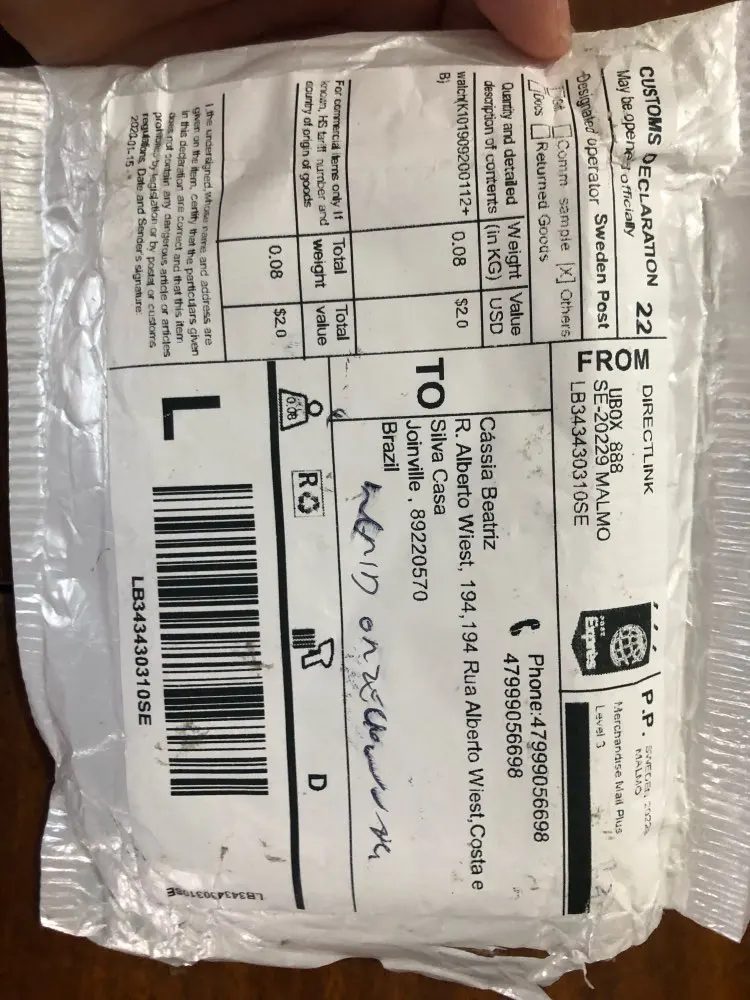 CUSTOMS DECLARATION 22
May be opened officially
Designated operator Sweden Post
Comm sample [X] Others
Docs Returned Goods
Quantity and detailed description of contents
Weight (in KG)
Value USD
watch(K101909200112+B)
0.08
$2.0
For commercial items only If known, HS tariff number and country of origin of goods
Total weight
Total value
0.08
$2.0
I, the undersigned, whose name and address are
given on the item, certify that the particulars given
in this declaration are correct and that this item
does not contain any dangerous article or articles
prohibited by legislation or by postal or customs
regulations. Date and Sender's signature:
2020-01-15
FROM
DIRECTLINK
UBOX 888
SE-20229 MALMO
LB343430310SE
Express
P.P.
SWEDEN
MALMO
Merchandise Mail Plus
Level 3
TO
Phone:47999056698
47999056698
Cássia Beatriz
R. Alberto Wiest, 194,194 Rua Alberto Wiest,Costa e
Silva Casa
Joinville , 89220570
Brazil
0.08
R
D
L
LB343430310SE
LB343430310SE